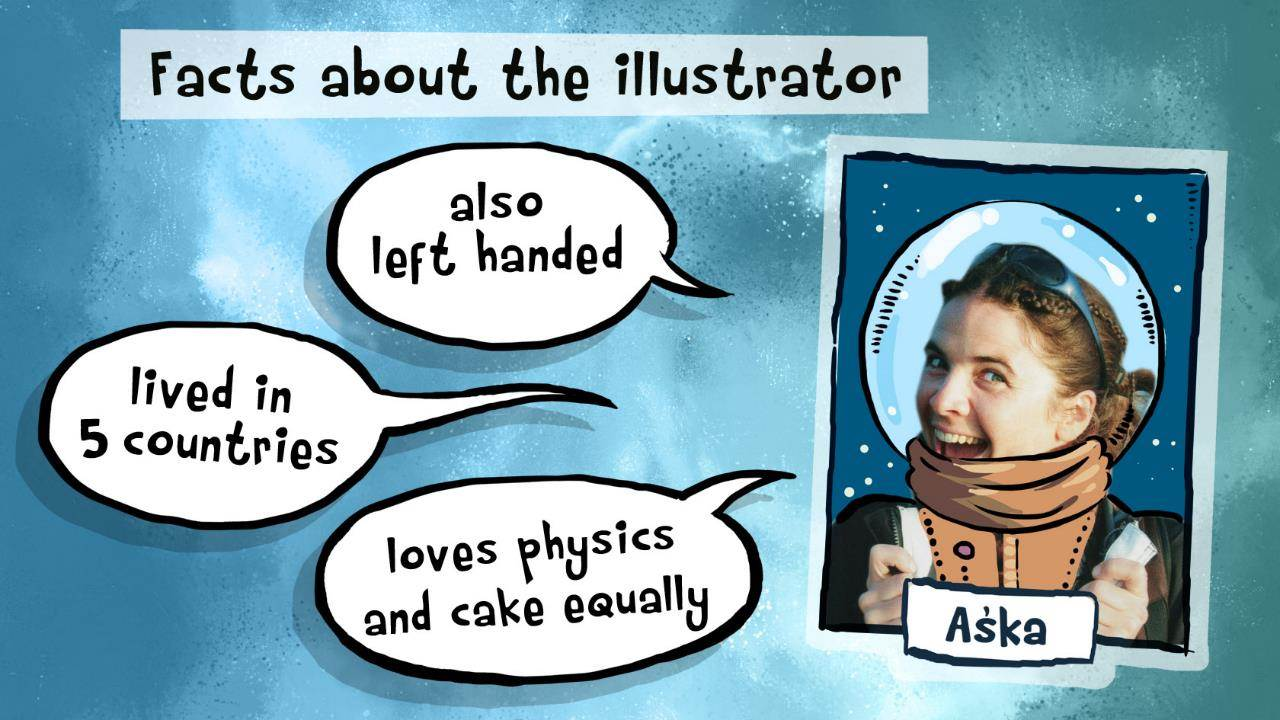 Facts about the illustrator
also
left handed
lived in
5 countries
loves physics
and cake equally
Aśka